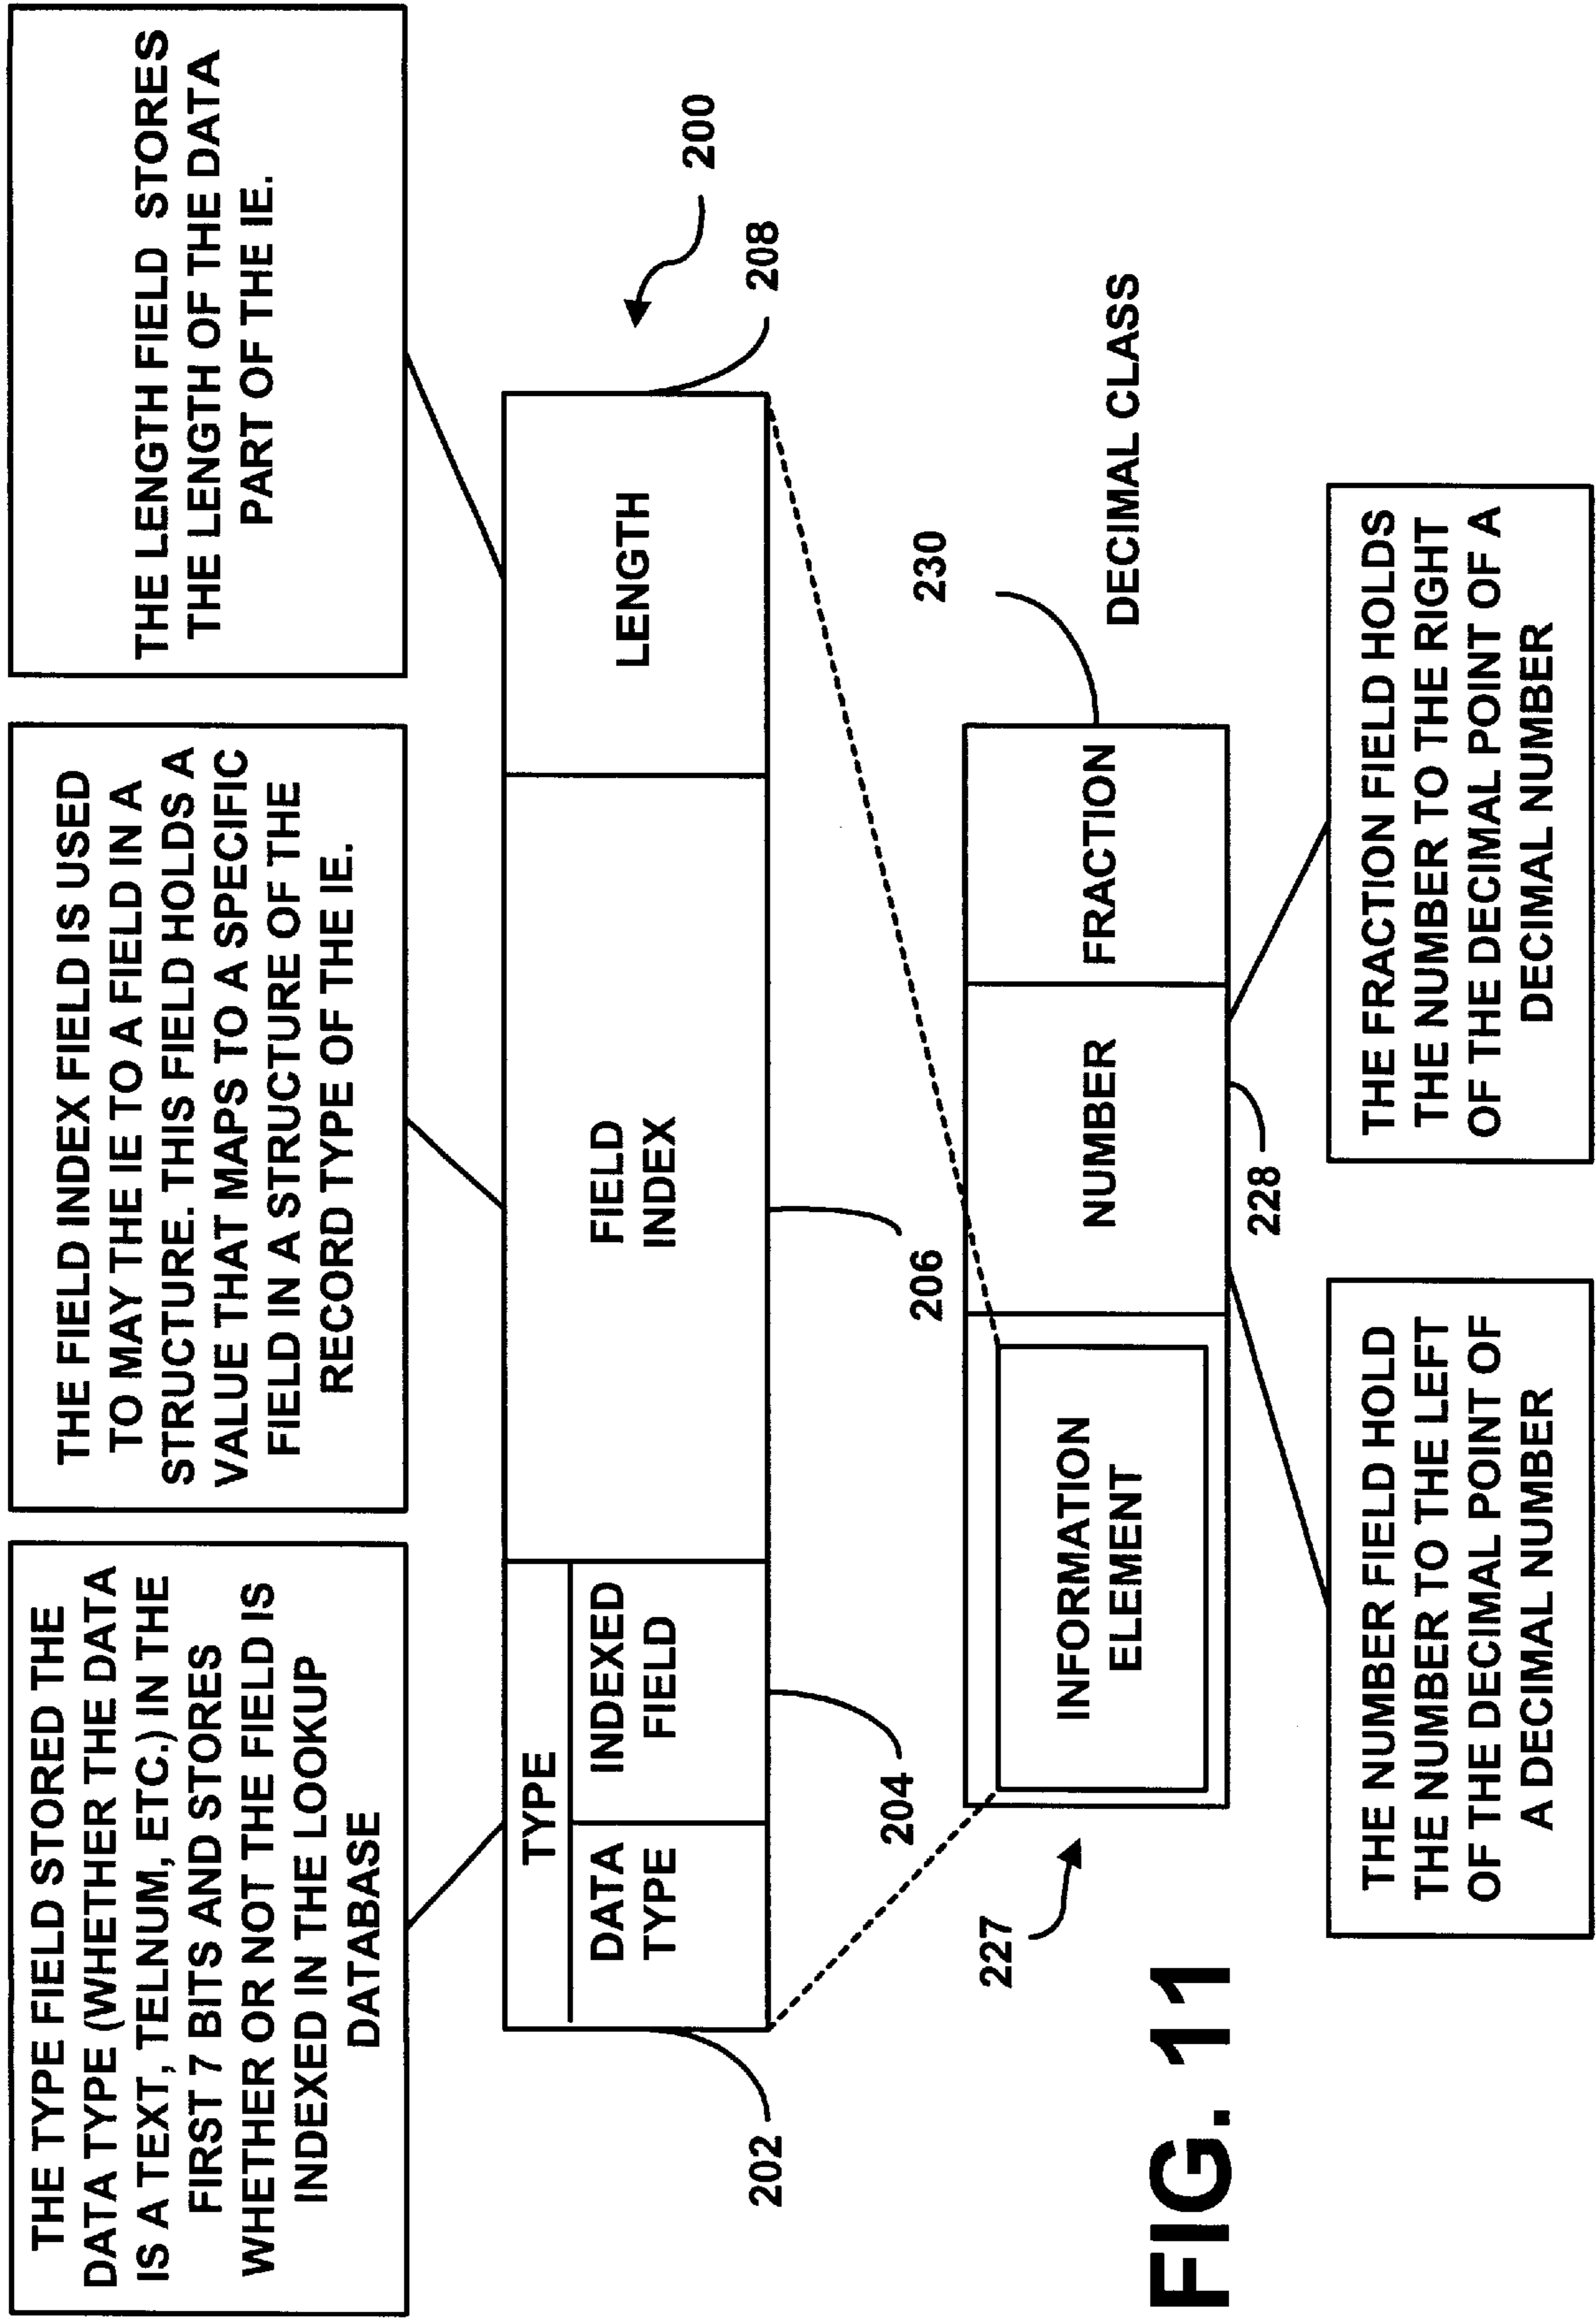 THE TYPE FIELD STORED THE
DATA TYPE (WHETHER THE DATA
IS A TEXT, TELNUM, ETC.) IN THE
FIRST 7 BITS AND STORES
WHETHER OR NOT THE FIELD IS
INDEXED IN THE LOOKUP
DATABASE
THE FIELD INDEX FIELD IS USED
TO MAY THE IE TO A FIELD IN A
STRUCTURE. THIS FIELD HOLDS A
VALUE THAT MAPS TO A SPECIFIC
FIELD IN A STRUCTURE OF THE
RECORD TYPE OF THE IE.
THE LENGTH FIELD STORES
THE LENGTH OF THE DATA
PART OF THE IE.
TYPE
DATA
TYPE
INDEXED
FIELD
FIELD
INDEX
LENGTH
200
202
204
206
208
227
INFORMATION
ELEMENT
NUMBER
FRACTION
230
DECIMAL CLASS
228
THE NUMBER FIELD HOLD
THE NUMBER TO THE LEFT
OF THE DECIMAL POINT OF
A DECIMAL NUMBER
THE FRACTION FIELD HOLDS
THE NUMBER TO THE RIGHT
OF THE DECIMAL POINT OF A
DECIMAL NUMBER
FIG. 11